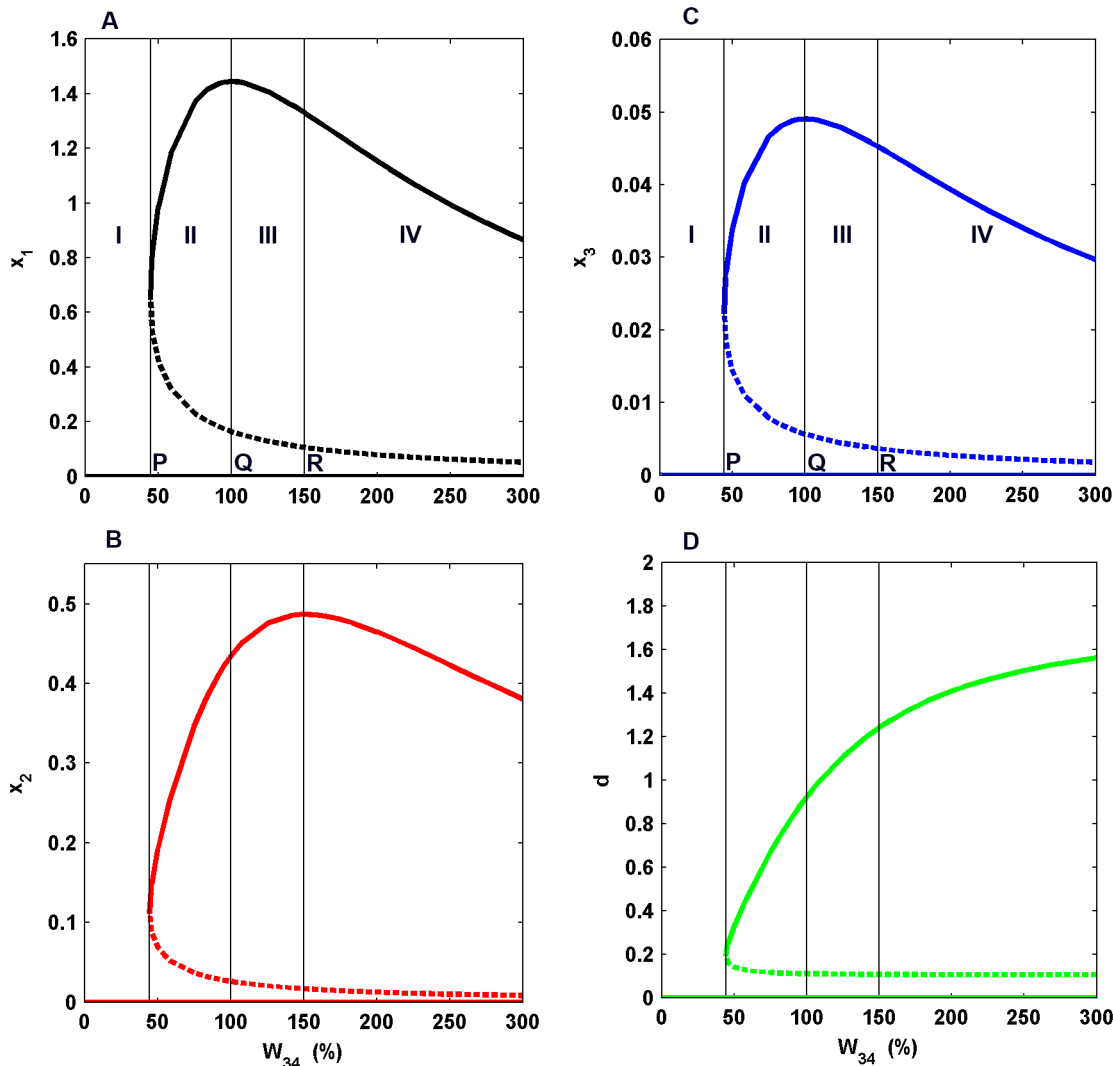 A
1.6
1.4
1.2
1
0.8
0.6
0.4
0.2
0
x1
I
II
III
IV
P
Q
R
0 50 100 150 200 250 300
C
0.06
0.05
0.04
0.03
0.02
0.01
0
x3
I
II
III
IV
P
Q
R
0 50 100 150 200 250 300
B
0.5
0.4
0.3
0.2
0.1
0
x2
0 50 100 150 200 250 300
W34 (%)
D
2
1.8
1.6
1.4
1.2
1
0.8
0.6
0.4
0.2
0
d
0 50 100 150 200 250 300
W34 (%)